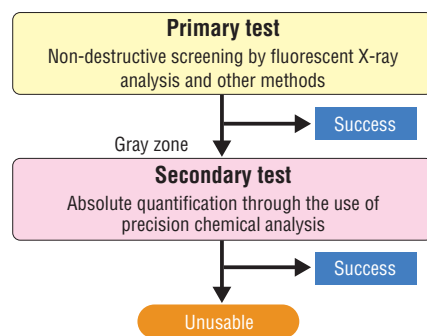 Primary test
Non-destructive screening by fluorescent X-ray
analysis and other methods
Success
Gray zone
Secondary test
Absolute quantification through the use of
precision chemical analysis
Success
Unusable